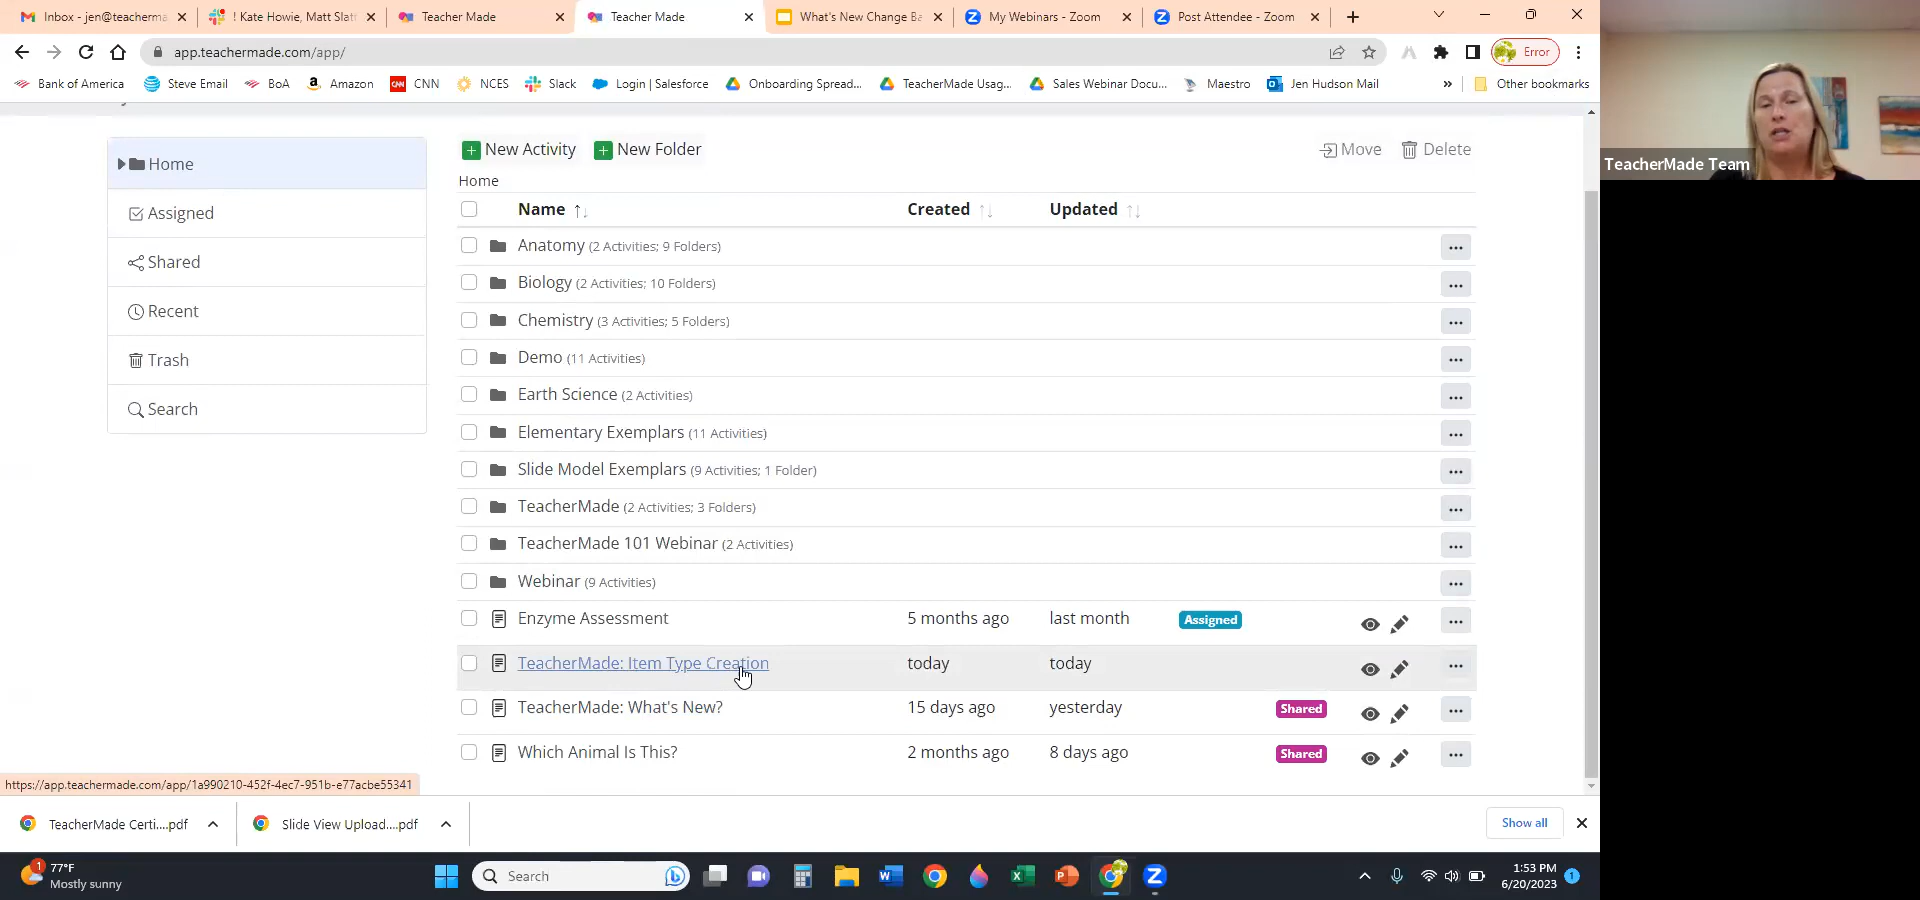 Inbox - jen@teacherma
! Kate Howie, Matt Slatt
Teacher Made
Teacher Made
What's New Change Ba
My Webinars - Zoom
Post Attendee - Zoom
app.teachermade.com/app/
Error
Bank of America
Steve Email
BoA
Amazon
CNN
NCES
Slack
Login | Salesforce
Onboarding Spread...
TeacherMade Usag...
Sales Webinar Docu...
Maestro
Jen Hudson Mail
»
Other bookmarks
TeacherMade Team
Home
Assigned
Shared
Recent
Trash
Search
New Activity
New Folder
Move
Delete
Home
Name Created Updated
Anatomy (2 Activities; 9 Folders)
Biology (2 Activities; 10 Folders)
Chemistry (3 Activities; 5 Folders)
Demo (11 Activities)
Earth Science (2 Activities)
Elementary Exemplars (11 Activities)
Slide Model Exemplars (9 Activities; 1 Folder)
TeacherMade (2 Activities; 3 Folders)
TeacherMade 101 Webinar (2 Activities)
Webinar (9 Activities)
Enzyme Assessment 5 months ago last month Assigned
TeacherMade: Item Type Creation today today
TeacherMade: What's New? 15 days ago yesterday Shared
Which Animal Is This? 2 months ago 8 days ago Shared
https://app.teachermade.com/app/1a990210-452f-4ec7-951b-e77acbe55341
TeacherMade Certi....pdf
Slide View Upload....pdf
Show all
1
77°F
Mostly sunny
Search
1:53 PM
6/20/2023
1